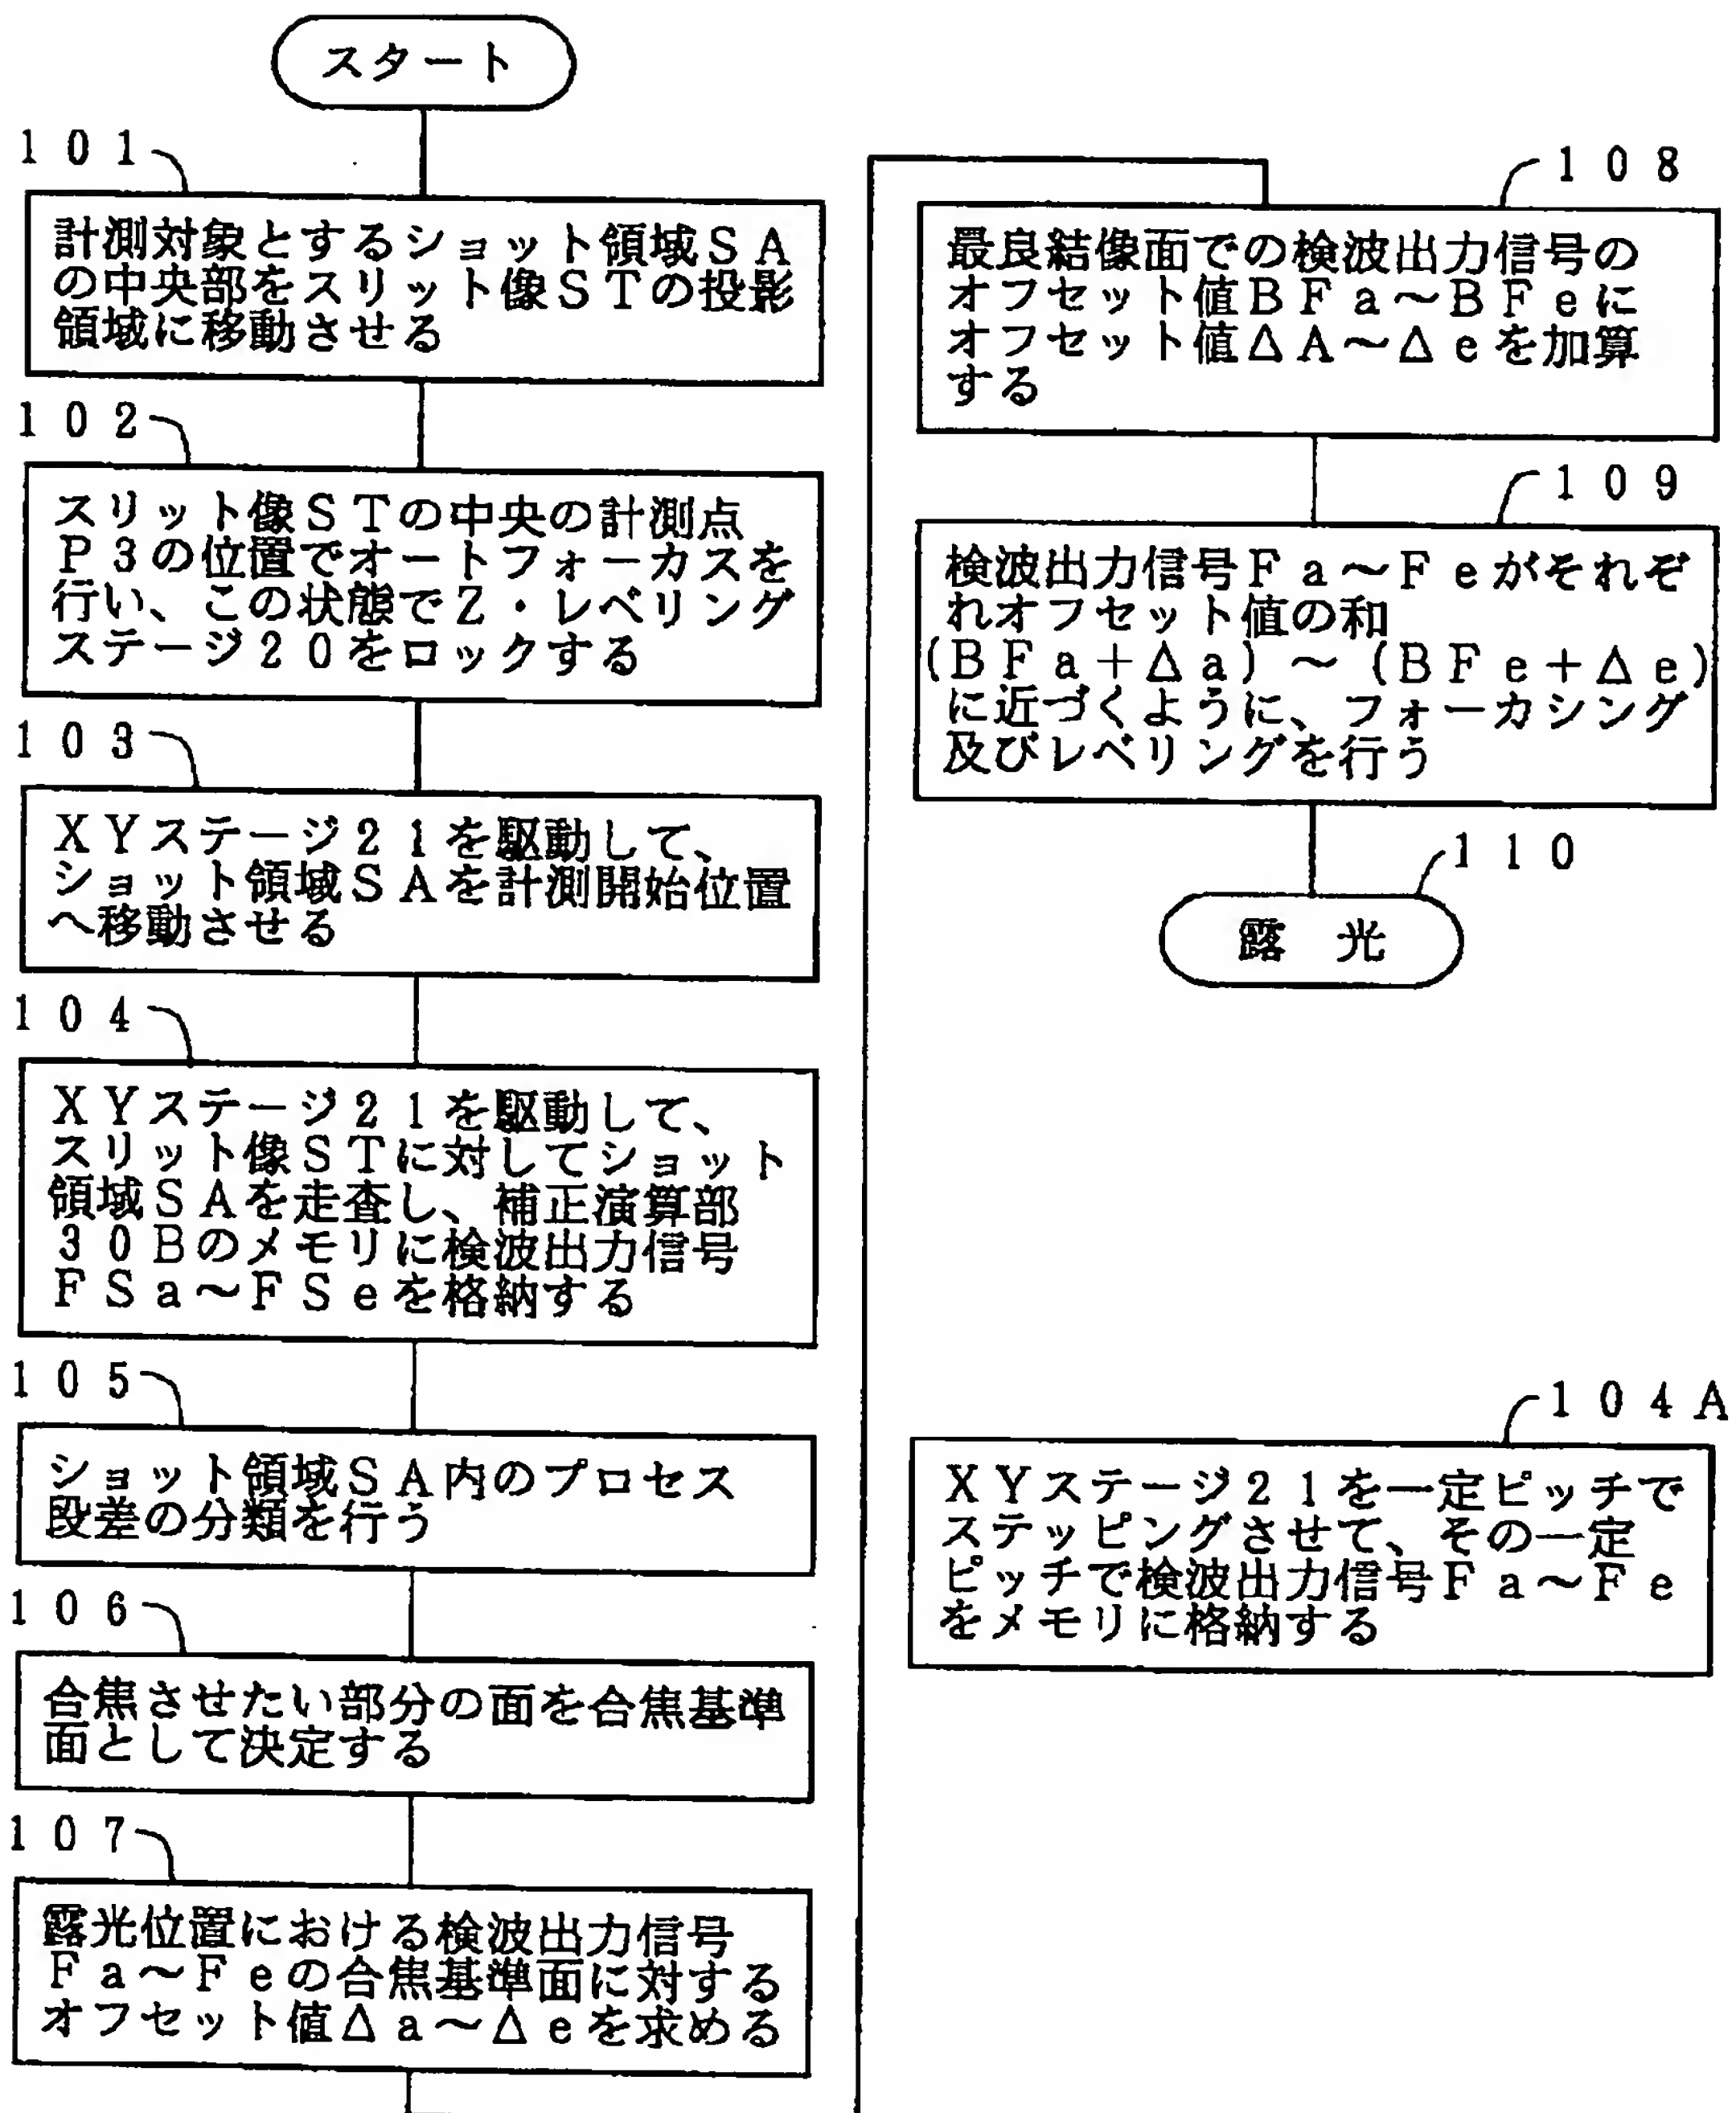 スタート
101
計測対象とするショット領域SA
の中央部をスリット像STの投影
領域に移動させる
102
スリット像STの中央の計測点
P3の位置でオートフォーカスを
行い、この状態でZ・レベリング
ステージ20をロックする
103
XYステージ21を駆動して、
ショット領域SAを計測開始位置
へ移動させる
104
XYステージ21を駆動して、
スリット像STに対してショット
領域SAを走査し、補正演算部
30Bのメモリに検波出力信号
FSa〜FSeを格納する
105
ショット領域SA内のプロセス
段差の分類を行う
106
合焦させたい部分の面を合焦基準
面として決定する
107
露光位置における検波出力信号
Fa〜Feの合焦基準面に対する
オフセット値Δa〜Δeを求める
108
最良結像面での検波出力信号の
オフセット値BFa〜BFeに
オフセット値ΔA〜Δeを加算
する
109
検波出力信号Fa〜Feがそれぞ
れオフセット値の和
(BFa+Δa)〜(BFe+Δe)
に近づくように、フォーカシング
及びレベリングを行う
110
露 光
104A
XYステージ21を一定ピッチで
ステッピングさせて、その一定
ピッチで検波出力信号Fa〜Fe
をメモリに格納する